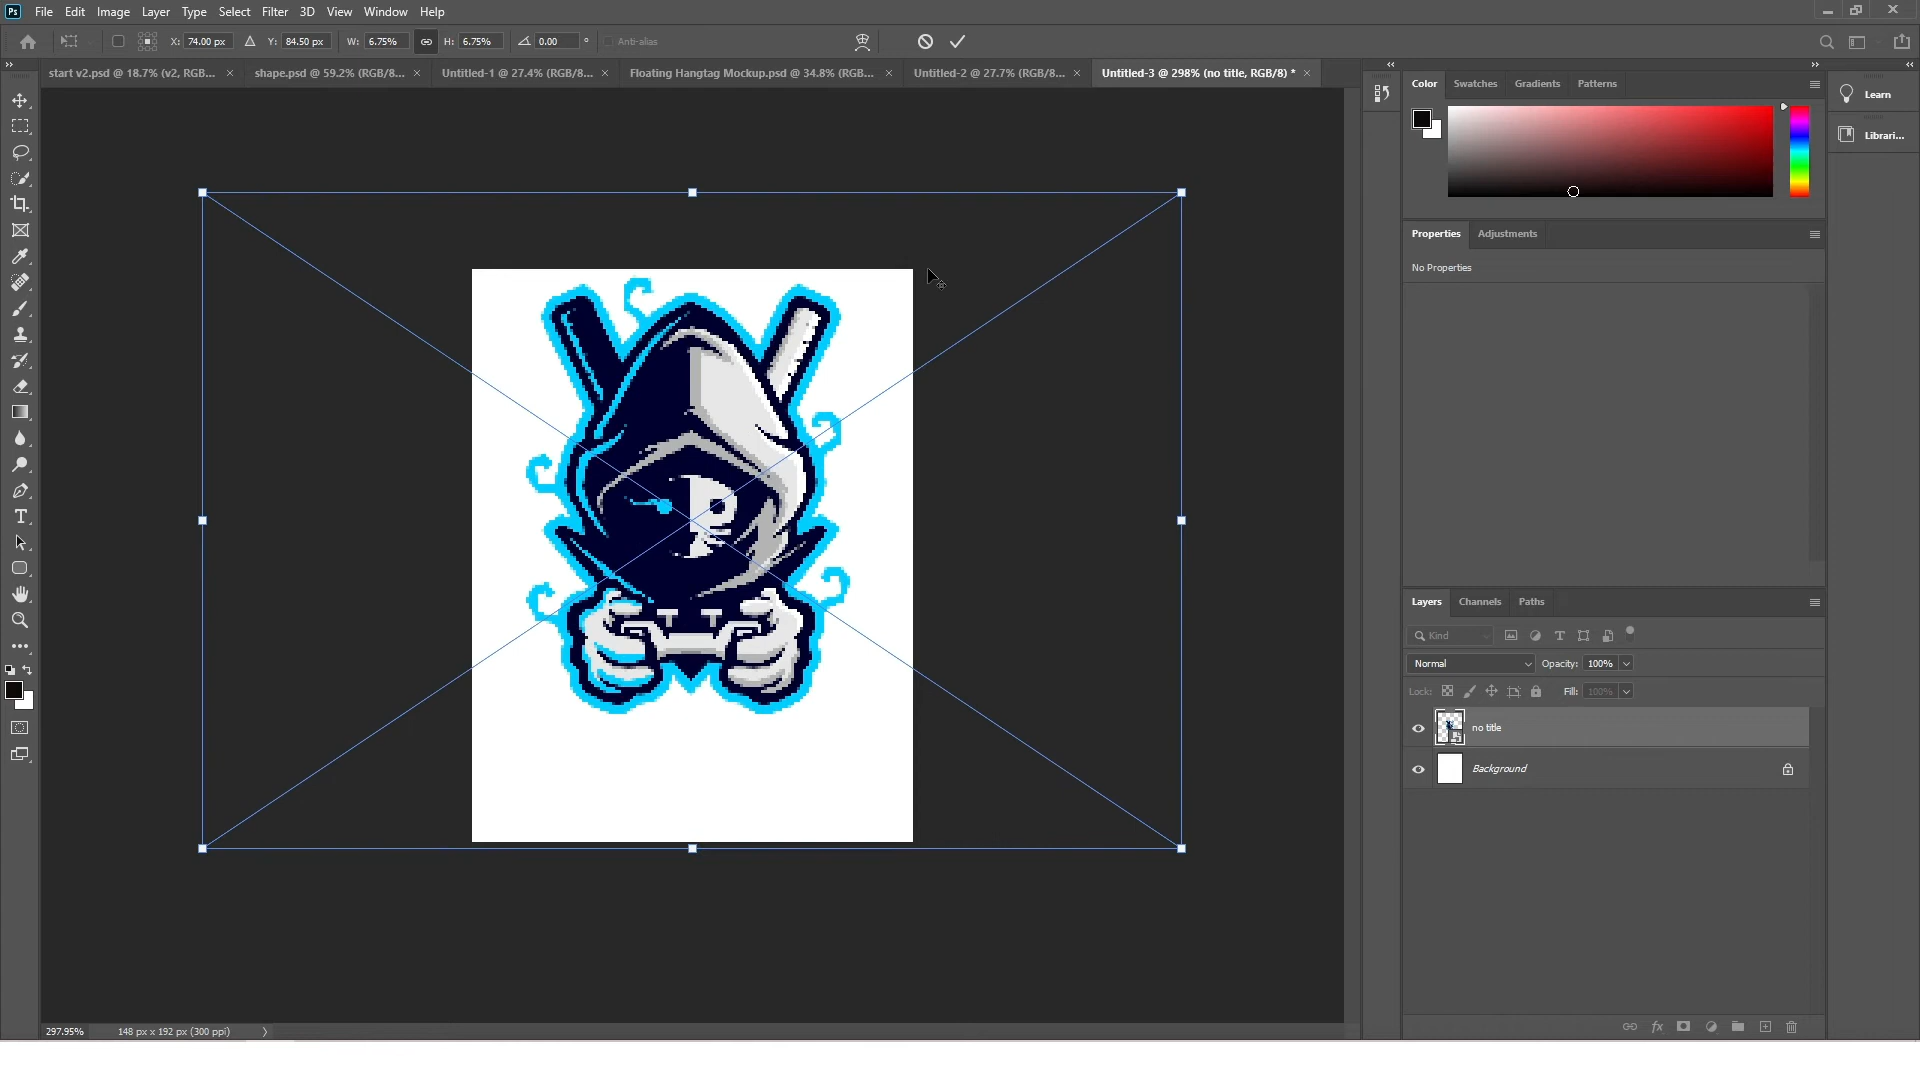 Ps File Edit Image Layer Type Select Filter 3D View Window Help
X: 74.00 px Y: 84.50 px W: 6.75% H: 6.75% 0.00 ° Anti-alias
start v2.psd @ 18.7% (v2, RGB... × shape.psd @ 59.2% (RGB/8... × Untitled-1 @ 27.4% (RGB/8... × Floating Hangtag Mockup.psd @ 34.8% (RGB... × Untitled-2 @ 27.7% (RGB/8... × Untitled-3 @ 298% (no title, RGB/8) * ×
Color Swatches Gradients Patterns
Learn
Librari...
Properties Adjustments
No Properties
Layers Channels Paths
Kind
Normal Opacity: 100%
Lock: Fill: 100%
no title
Background
297.95% 148 px x 192 px (300 ppi)